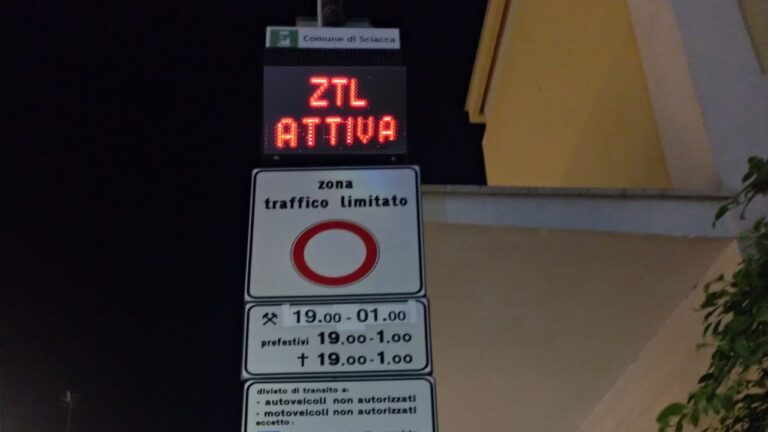 Comune di Sciacca
ZTL
ATTIVA
zona
traffico limitato
19.00 - 01.00
prefestivi 19.00 - 1.00
19.00 - 1.00
divieto di transito a:
- autoveicoli non autorizzati
- motoveicoli non autorizzati
eccetto: